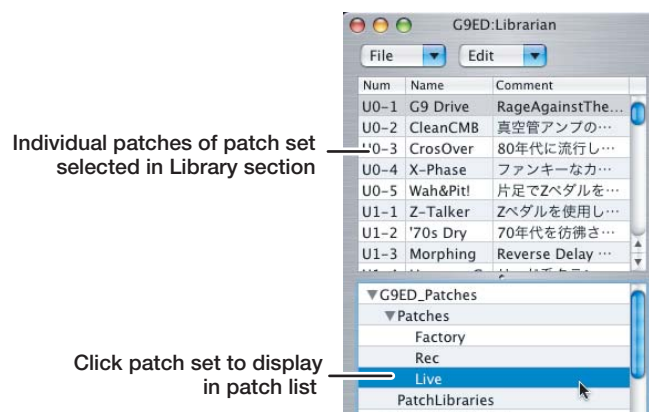 G9ED:Librarian
File Edit
Num Name Comment
U0-1 G9 Drive RageAgainstThe...
U0-2 CleanCMB 真空管アンプの…
U0-3 CrosOver 80年代に流行し…
U0-4 X-Phase ファンキーなカ…
U0-5 Wah&Pit! 片足でZペダルを…
U1-1 Z-Talker Zペダルを使用し…
U1-2 '70s Dry 70年代を彷彿さ…
U1-3 Morphing Reverse Delay …
Individual patches of patch set
selected in Library section
▼G9ED_Patches
▼Patches
Factory
Rec
Live
PatchLibraries
Click patch set to display
in patch list